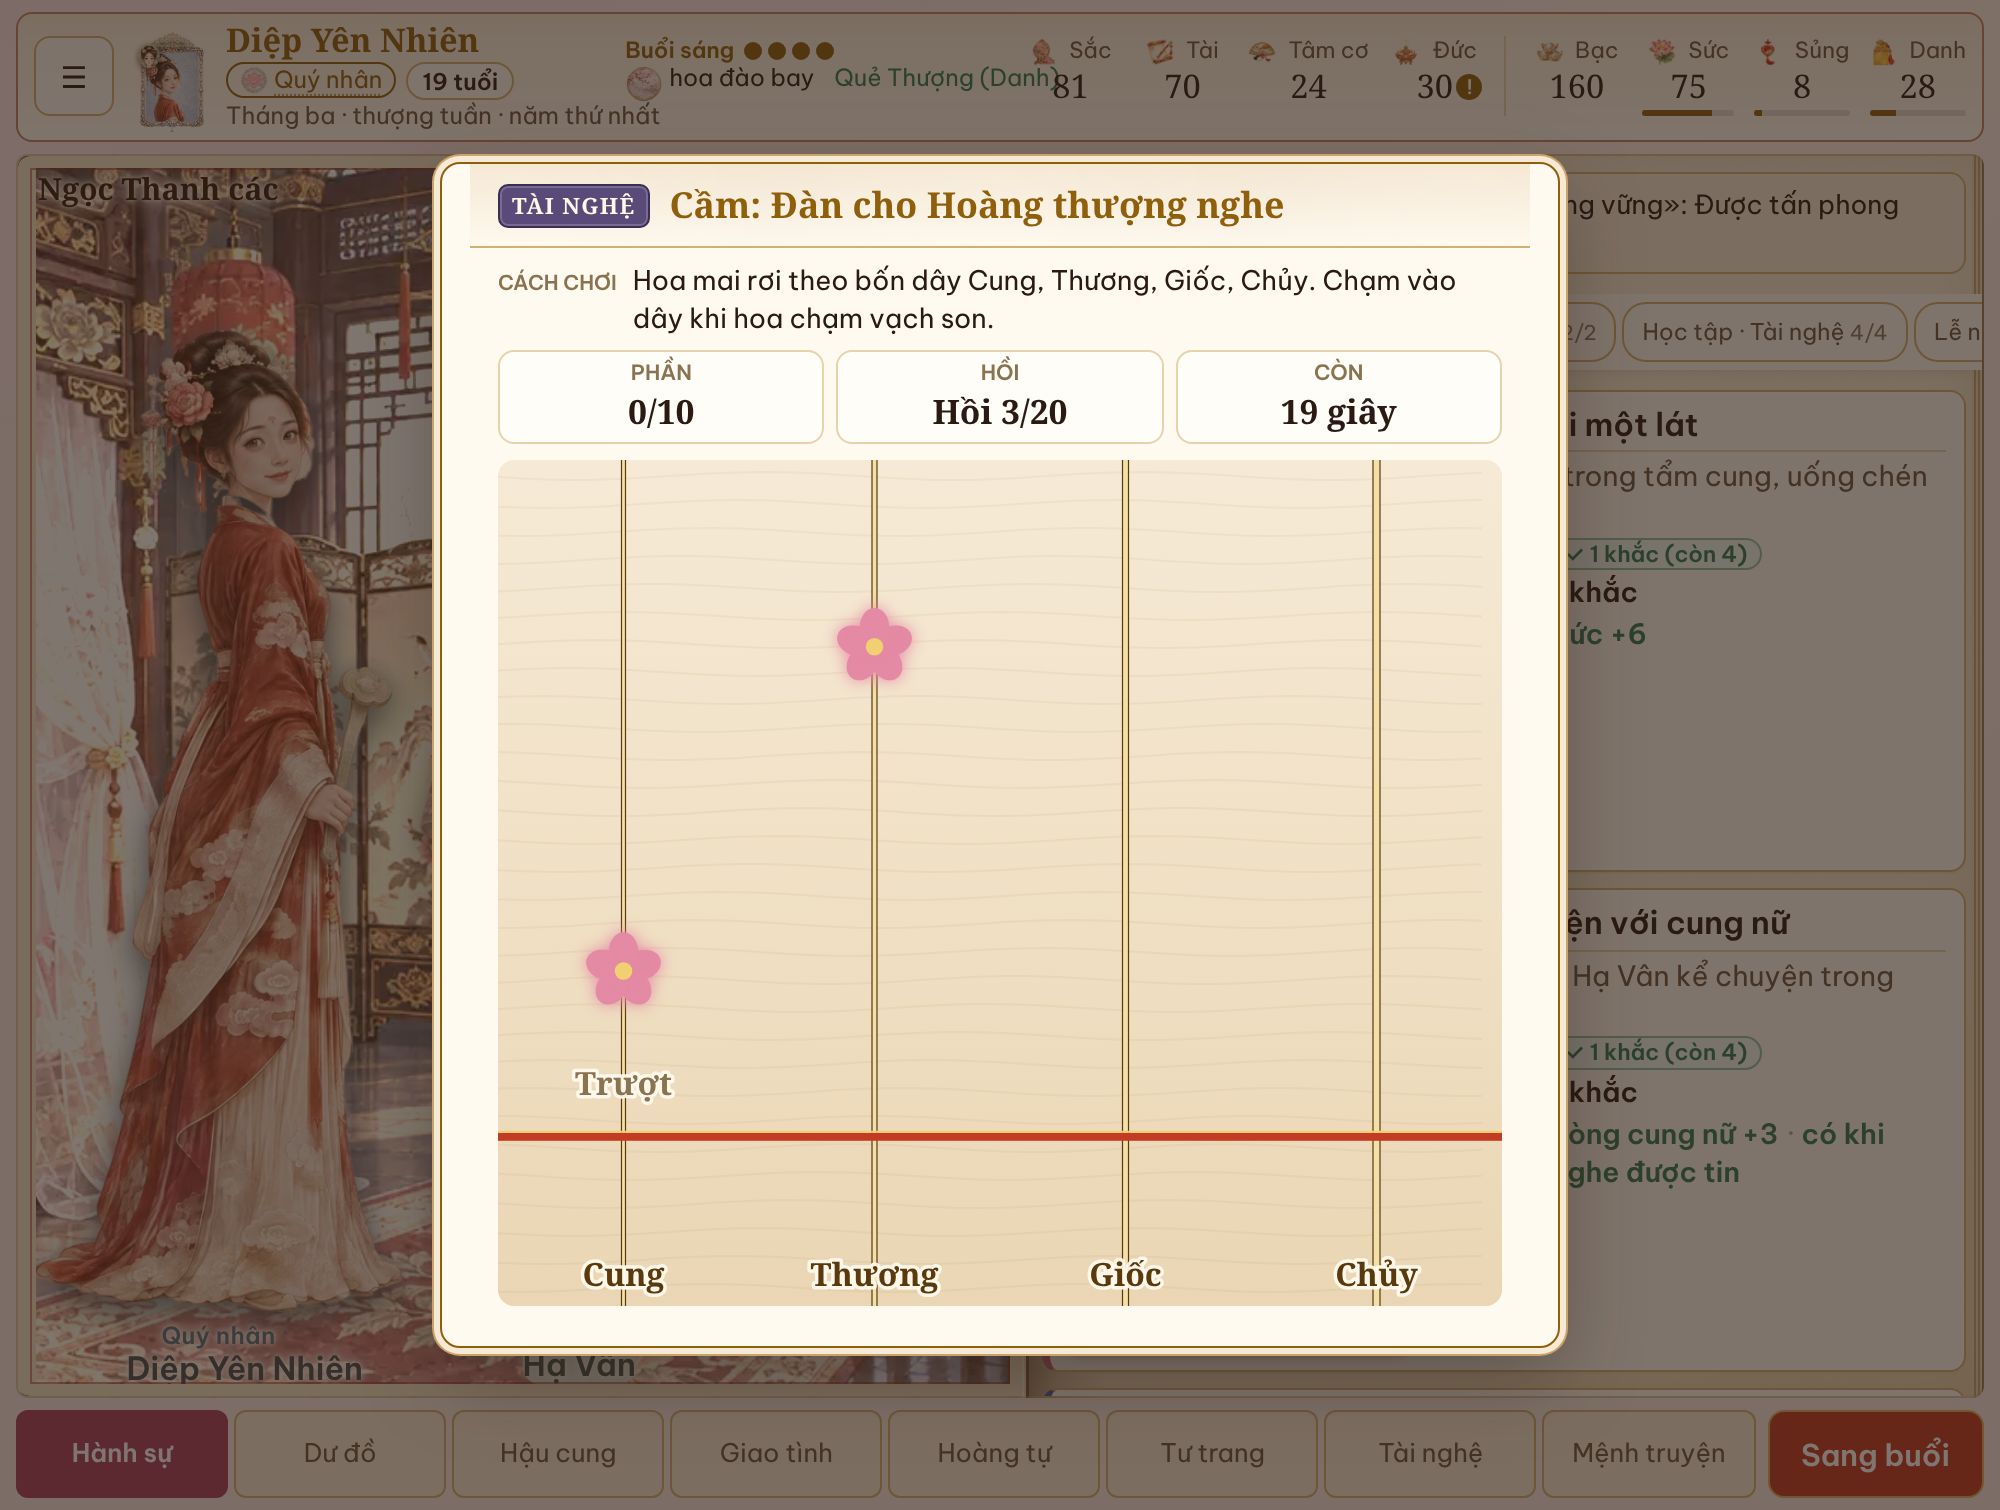 Diệp Yên Nhiên
Quý nhân
19 tuổi
Tháng ba · thượng tuần · năm thứ nhất
Buổi sáng
hoa đào bay Quẻ Thượng (Danh)
Sắc Tài Tâm cơ Đức Bạc Sức Sủng Danh
81 70 24 30 ! 160 75 8 28
Ngọc Thanh các
TÀI NGHỆ Cầm: Đàn cho Hoàng thượng nghe
CÁCH CHƠI Hoa mai rơi theo bốn dây Cung, Thương, Giốc, Chủy. Chạm vào
dây khi hoa chạm vạch son.
PHẦN HỒI CÒN
0/10 Hồi 3/20 19 giây
Trượt
Cung Thương Giốc Chủy
Quý nhân
Diệp Yên Nhiên
Hạ Vân
ng vững»: Được tấn phong
2/2 Học tập · Tài nghệ 4/4 Lễ n
i một lát
trong tẩm cung, uống chén
✓ 1 khắc (còn 4)
khắc
ức +6
ện với cung nữ
Hạ Vân kể chuyện trong
✓ 1 khắc (còn 4)
khắc
òng cung nữ +3 · có khi
ghe được tin
Hành sự Dư đồ Hậu cung Giao tình Hoàng tự Tư trang Tài nghệ Mệnh truyện Sang buổi